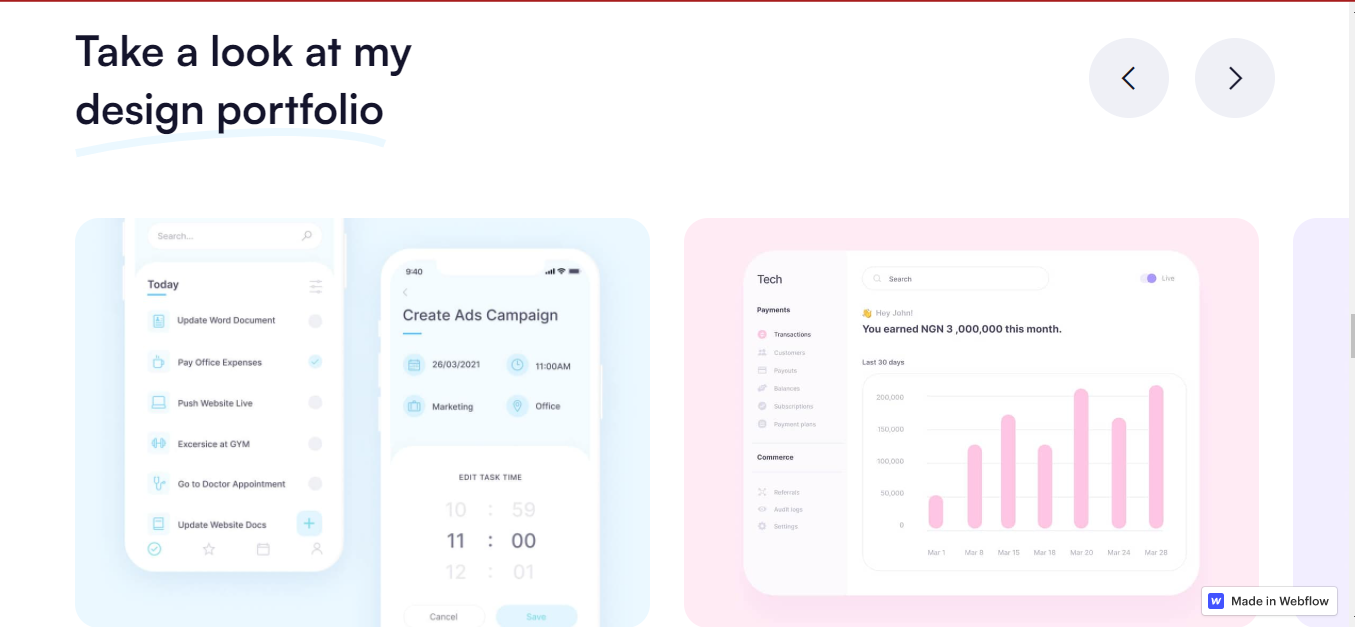 Take a look at my
design portfolio
Search...
Today
Update Word Document
Pay Office Expenses
Push Website Live
Excersice at GYM
Go to Doctor Appointment
Update Website Docs
9:40
Create Ads Campaign
26/03/2021
11:00AM
Marketing
Office
EDIT TASK TIME
10 : 59
11 : 00
12 : 01
Cancel
Save
Tech
Search
Live
Payments
Transactions
Customers
Payouts
Balances
Subscriptions
Payment plans
Commerce
Referrals
Audit logs
Settings
👋 Hey John!
You earned NGN 3 ,000,000 this month.
Last 30 days
200,000
150,000
100,000
50,000
0
Mar 1
Mar 8
Mar 15
Mar 18
Mar 20
Mar 24
Mar 28
Made in Webflow